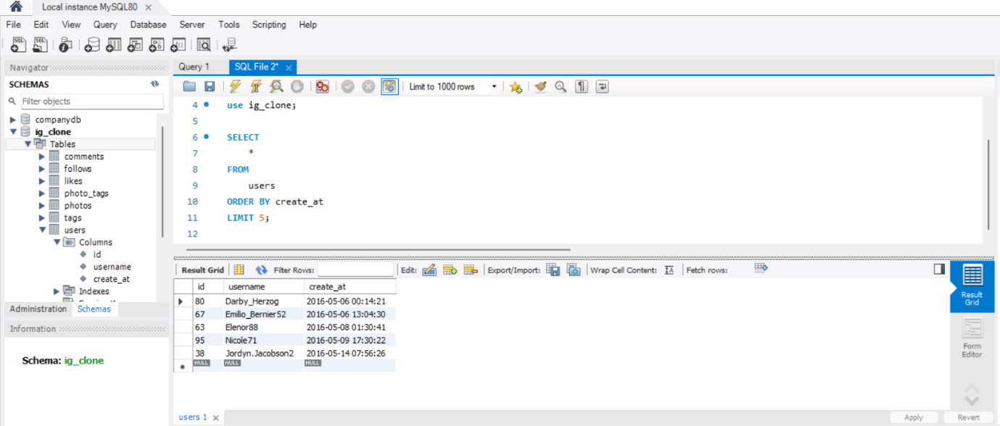 Local instance MySQL80 ×
File Edit View Query Database Server Tools Scripting Help
Navigator
SCHEMAS
Filter objects
companydb
ig_clone
Tables
comments
follows
likes
photo_tags
photos
tags
users
Columns
id
username
create_at
Indexes
Administration Schemas
Information
Schema: ig_clone
Query 1 SQL File 2* ×
Limit to 1000 rows
4 use ig_clone;
5
6 SELECT
7 *
8 FROM
9 users
10 ORDER BY create_at
11 LIMIT 5;
12
Result Grid Filter Rows: Edit: Export/Import: Wrap Cell Content: Fetch rows:
id username create_at
80 Darby_Herzog 2016-05-06 00:14:21
67 Emilio_Bernier52 2016-05-06 13:04:30
63 Elenor88 2016-05-08 01:30:41
95 Nicole71 2016-05-09 17:30:22
38 Jordyn.Jacobson2 2016-05-14 07:56:26
NULL NULL NULL
Result
Grid
Form
Editor
users 1 ×
Apply Revert